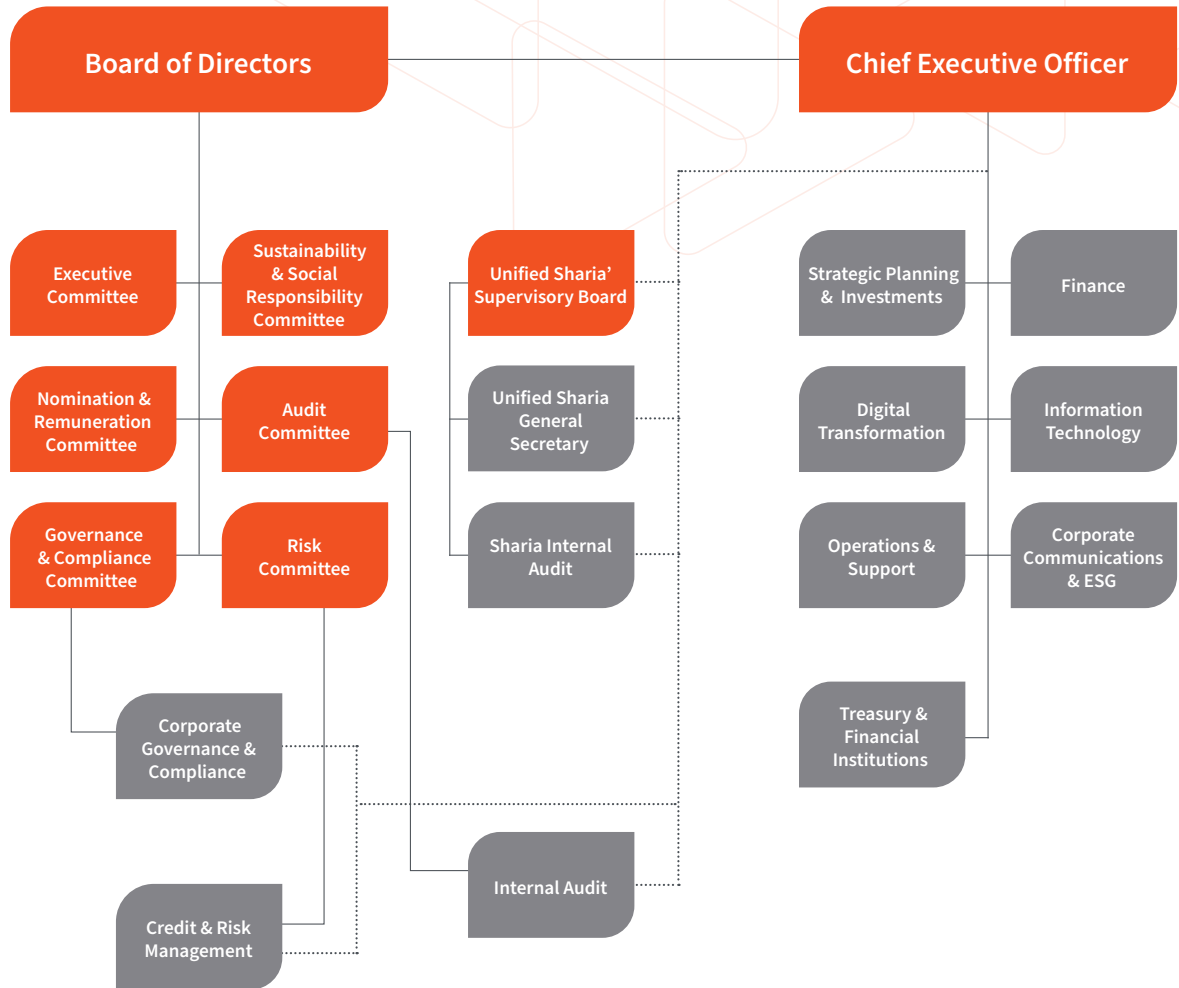 Board of Directors
Chief Executive Officer
Executive
Committee
Sustainability
& Social
Responsibility
Committee
Unified Sharia’
Supervisory Board
Strategic Planning
& Investments
Finance
Nomination &
Remuneration
Committee
Audit
Committee
Unified Sharia
General
Secretary
Digital
Transformation
Information
Technology
Governance
& Compliance
Committee
Risk
Committee
Sharia Internal
Audit
Operations &
Support
Corporate
Communications
& ESG
Corporate
Governance &
Compliance
Treasury &
Financial
Institutions
Internal Audit
Credit & Risk
Management